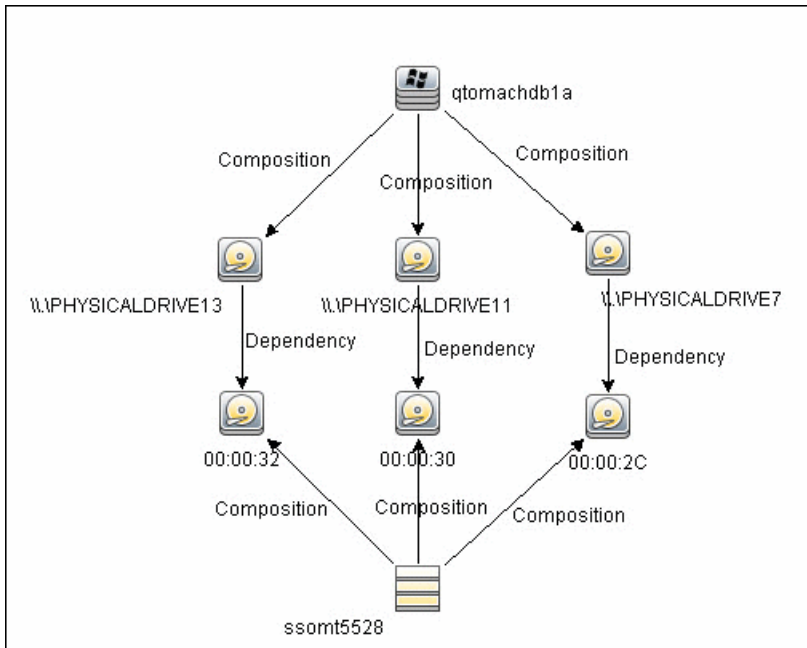 qtomachdb1a
Composition
Composition
Composition
\\.\PHYSICALDRIVE13
\\.\PHYSICALDRIVE11
\\.\PHYSICALDRIVE7
Dependency
Dependency
Dependency
00:00:32
00:00:30
00:00:2C
Composition
Composition
Composition
ssomt5528